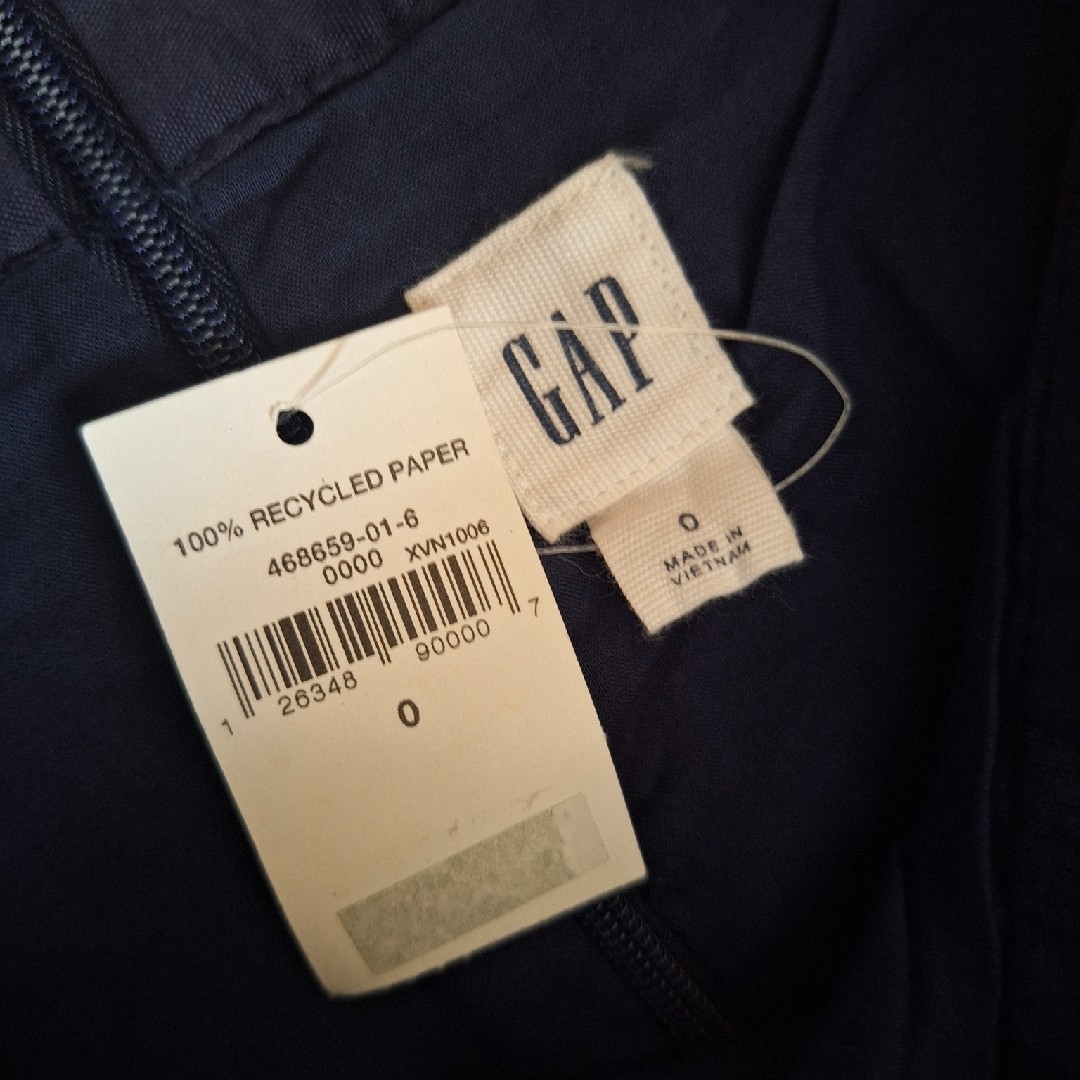 GAP
0
MADE IN
VIETNAM
100% RECYCLED PAPER
468659-01-6
0000 XVN1006
1 26348 90000 7
0